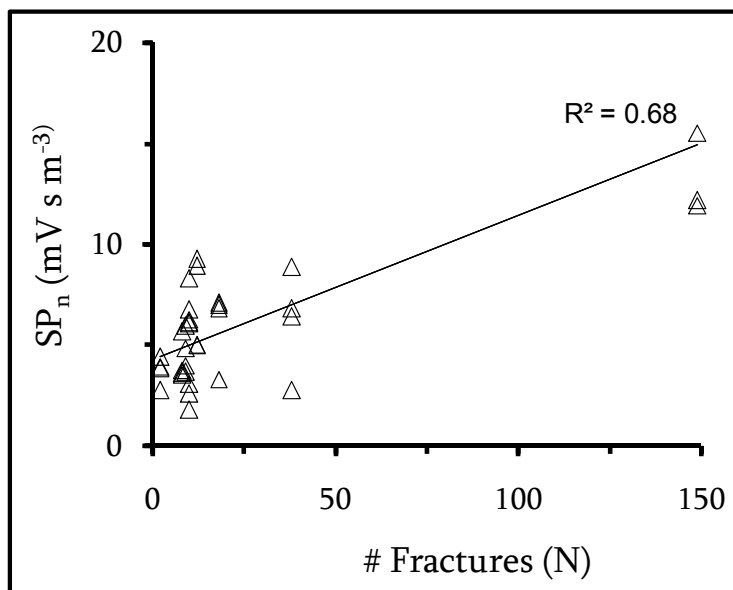 20
R² = 0.68
SPₙ (mV s m⁻³)
10
0
0 50 100 150
# Fractures (N)